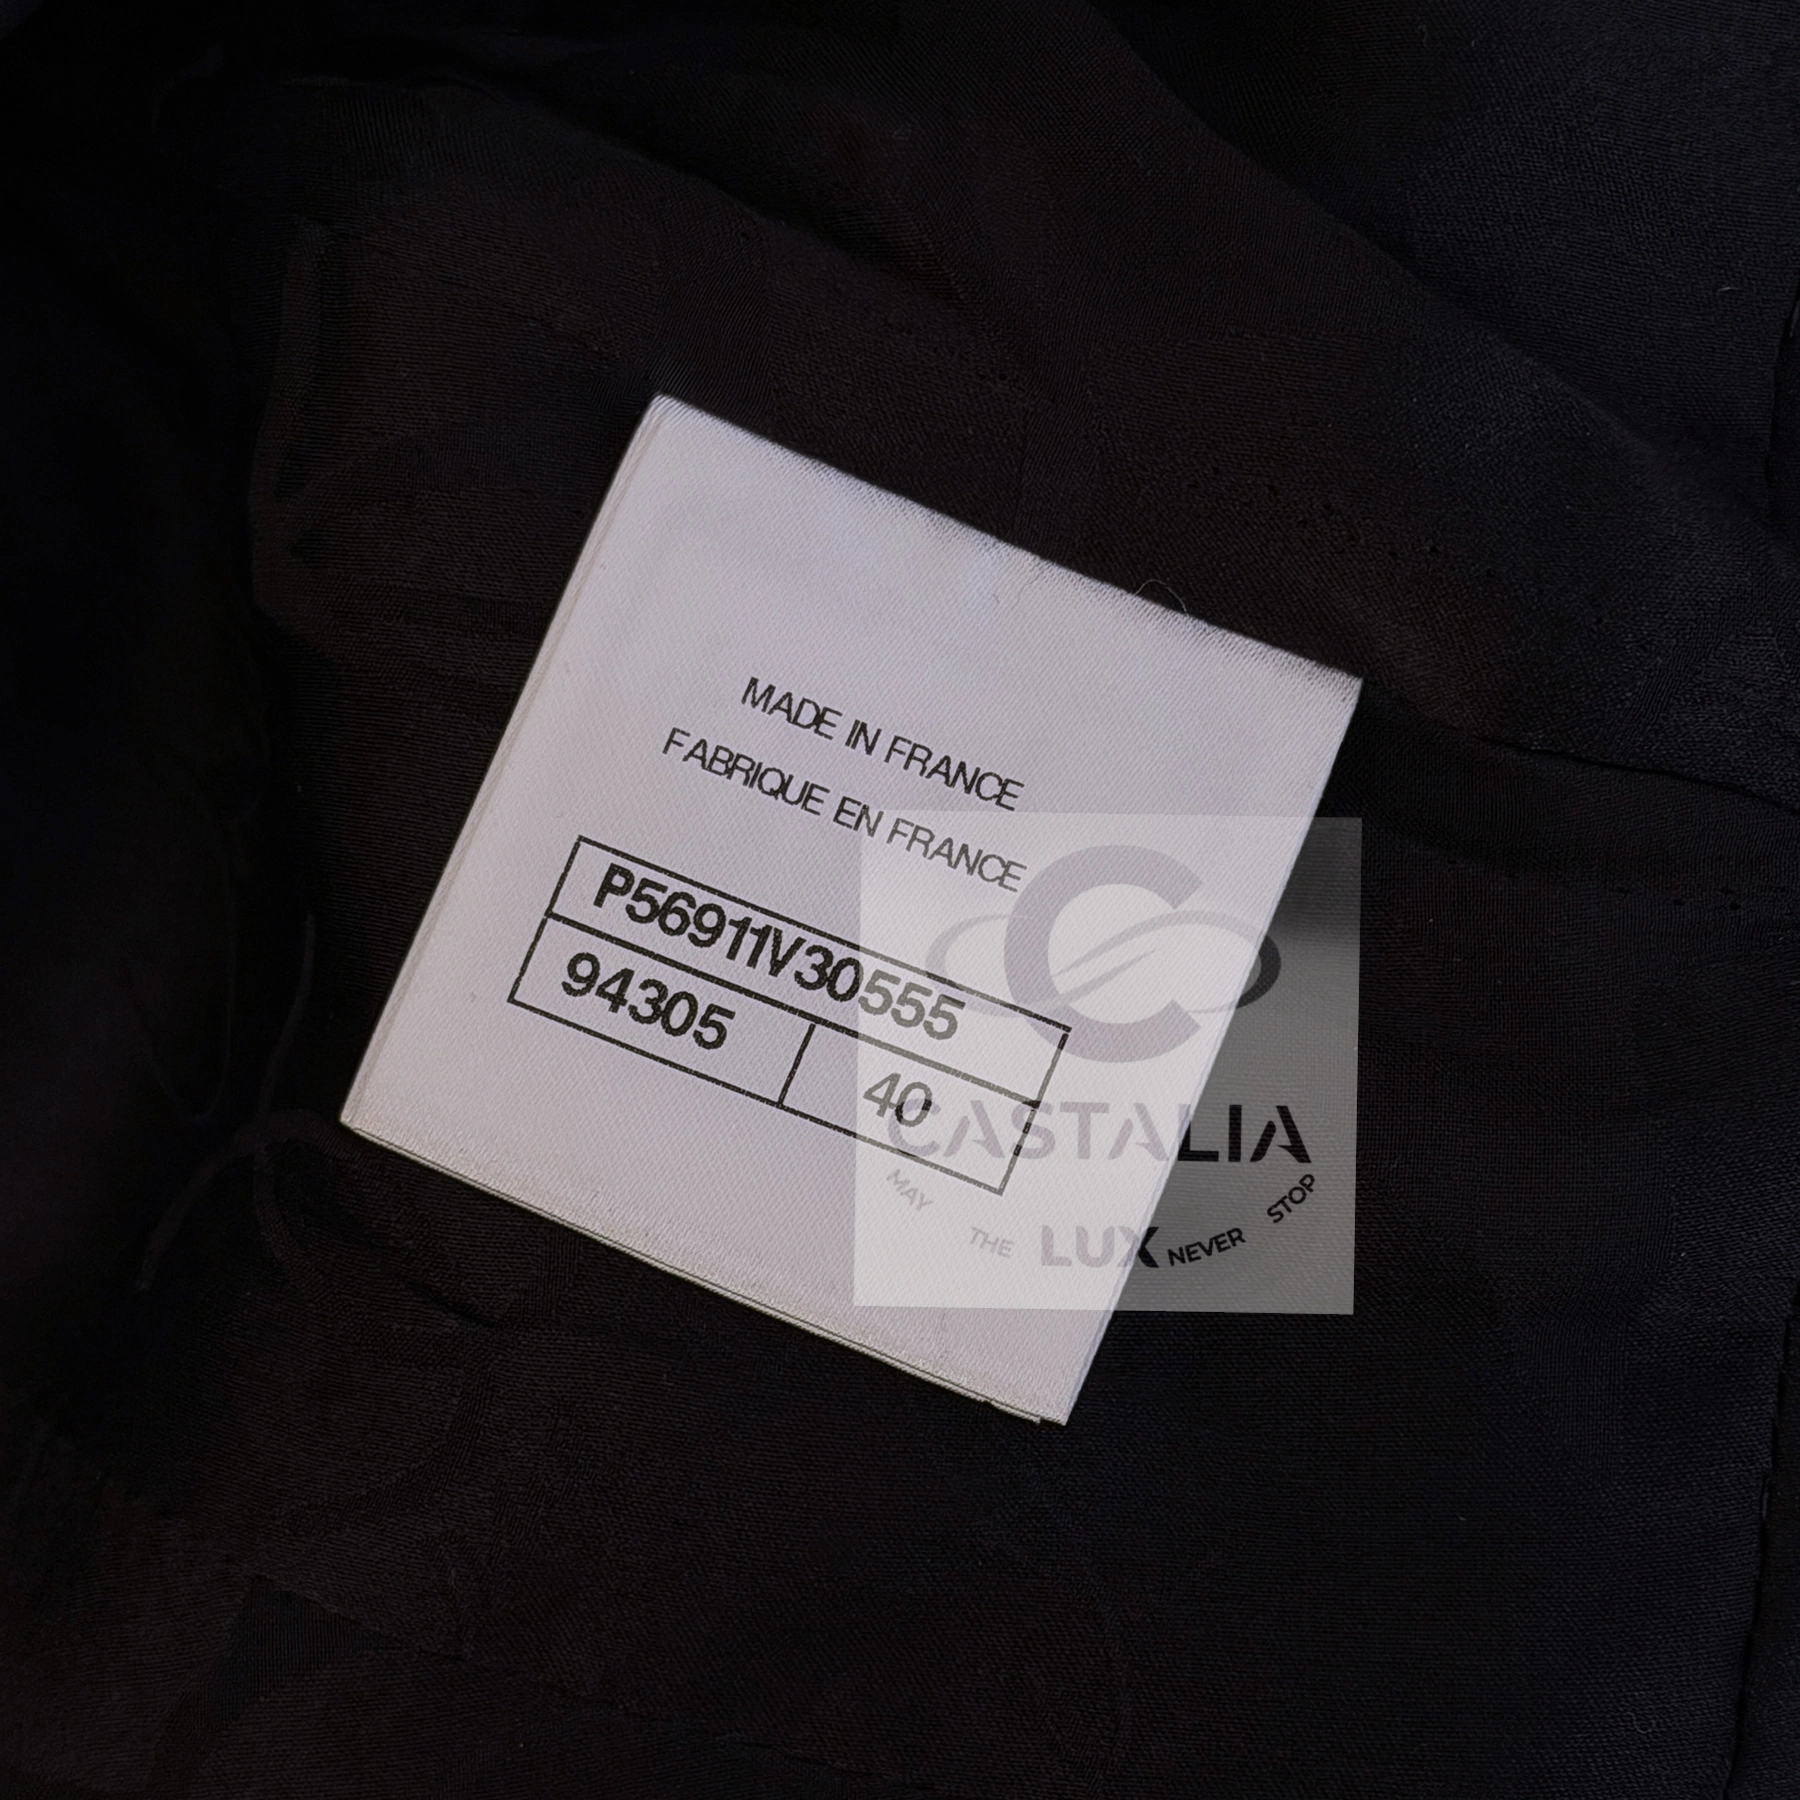 MADE IN FRANCE
FABRIQUE EN FRANCE
P56911V30555
94305
40
C
CASTALIA
MAY THE LUX NEVER STOP